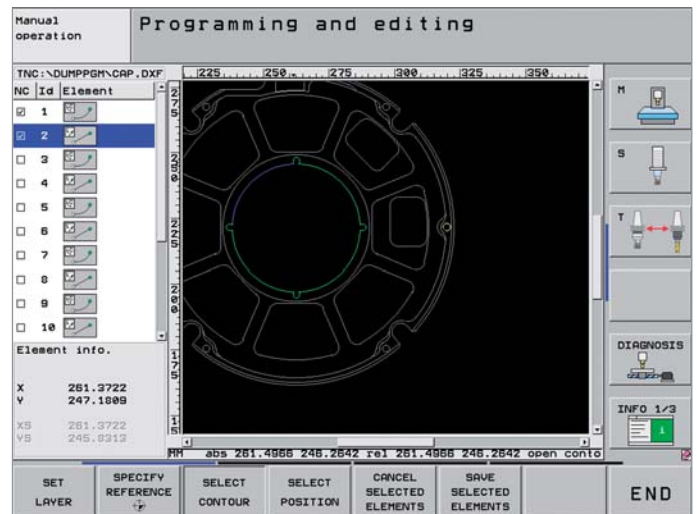 Manual operation
Programming and editing
TNC:\DUMPPGM\CAP.DXF
NC Id Element
1
2
3
4
5
6
7
8
9
10
225 250 275 300 325 350
275
250
225
200
175
Element info.
X 261.3722
Y 247.1809
XS 261.3722
YS 245.8313
MM abs 261.4966 246.2642 rel 261.4966 246.2642 open conto
M
S
T
DIAGNOSIS
INFO 1/3
SET LAYER
SPECIFY REFERENCE
SELECT CONTOUR
SELECT POSITION
CANCEL SELECTED ELEMENTS
SAVE SELECTED ELEMENTS
END